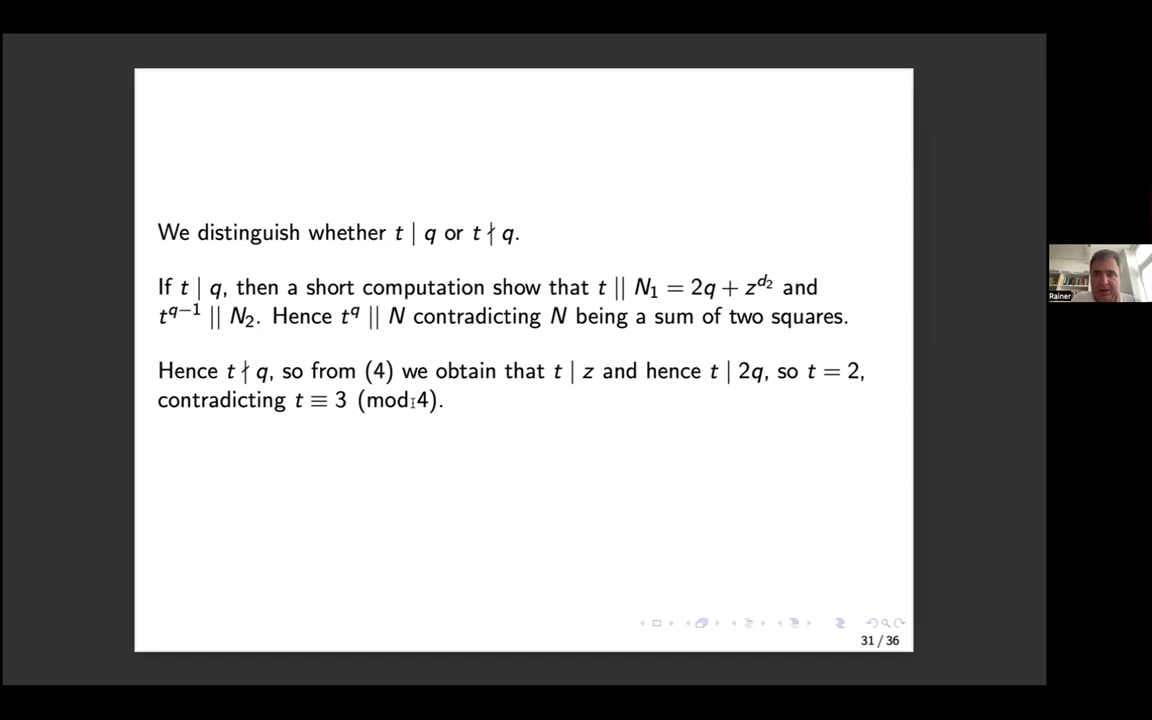 We distinguish whether t | q or t ∤ q.
If t | q, then a short computation show that t || N₁ = 2q + z^{d₂} and
t^{q−1} || N₂. Hence t^q || N contradicting N being a sum of two squares.
Hence t ∤ q, so from (4) we obtain that t | z and hence t | 2q, so t = 2,
contradicting t ≡ 3 (mod 4).
Rainer
31 / 36